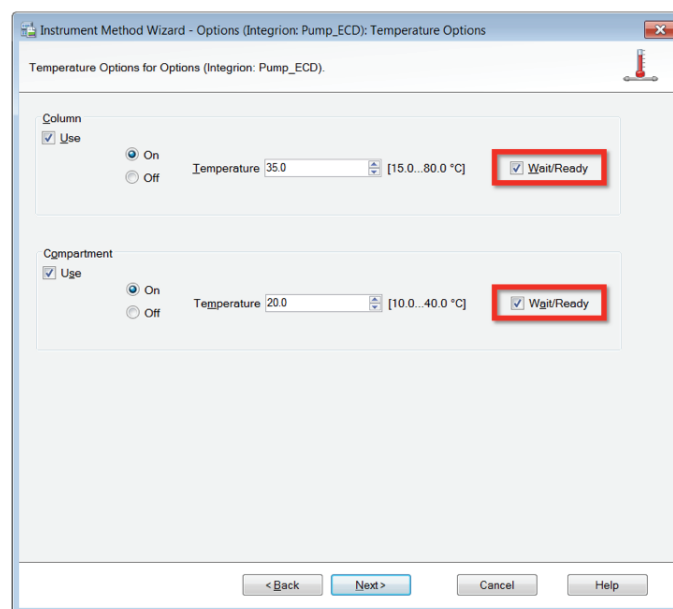 Instrument Method Wizard - Options (Integrion: Pump_ECD): Temperature Options
Temperature Options for Options (Integrion: Pump_ECD).
Column
Use
On
Off
Temperature 35.0 [15.0...80.0 °C]
Wait/Ready
Compartment
Use
On
Off
Temperature 20.0 [10.0...40.0 °C]
Wait/Ready
< Back Next > Cancel Help